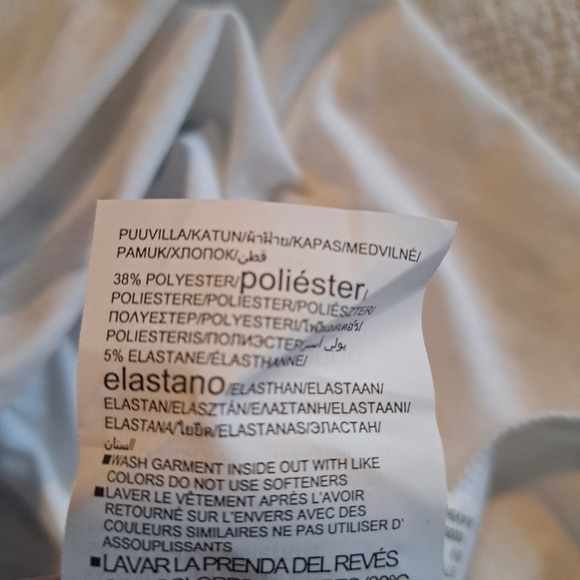 PUUVILLA/KATUN/ผ้าฝ้าย/KAPAS/MEDVILNĖ/
PAMUK/ХЛОПОК/قطن
38% POLYESTER/poliéster/
POLIESTERE/POLIESTER/POLIÉSZTER/
ΠΟΛΥΕΣΤΕΡ/POLYESTERI/โพลีเอสเตอร์/
POLIESTERIS/ПОЛИЭСТЕР/بولي استر
5% ELASTANE/ÉLASTHANNE/
elastano/ELASTHAN/ELASTAAN/
ELASTAN/ELASZTÁN/ΕΛΑΣΤΑΝΗ/ELASTAANI/
ELASTANA/ใยยืด/ELASTANAS/ЭЛАСТАН/
الستان
■WASH GARMENT INSIDE OUT WITH LIKE
COLORS DO NOT USE SOFTENERS
■LAVER LE VÊTEMENT APRÈS L'AVOIR
RETOURNÉ SUR L'ENVERS AVEC DES
COULEURS SIMILAIRES NE PAS UTILISER D'
ASSOUPLISSANTS
■LAVAR LA PRENDA DEL REVÉS